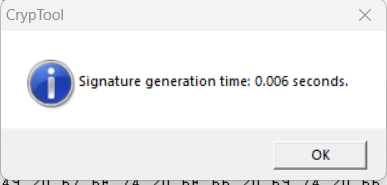 CrypTool
Signature generation time: 0.006 seconds.
OK